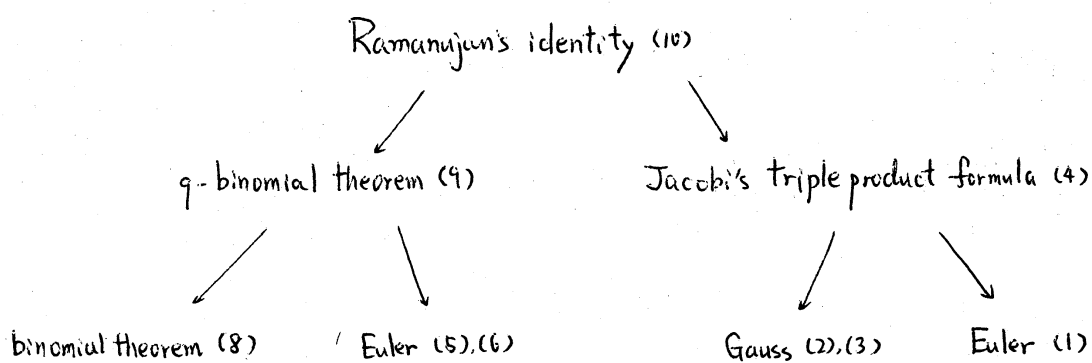 Ramanujan's identity (10)
q-binomial theorem (9) Jacobi's triple product formula (4)
binomial theorem (8) Euler (5),(6) Gauss (2),(3) Euler (1)